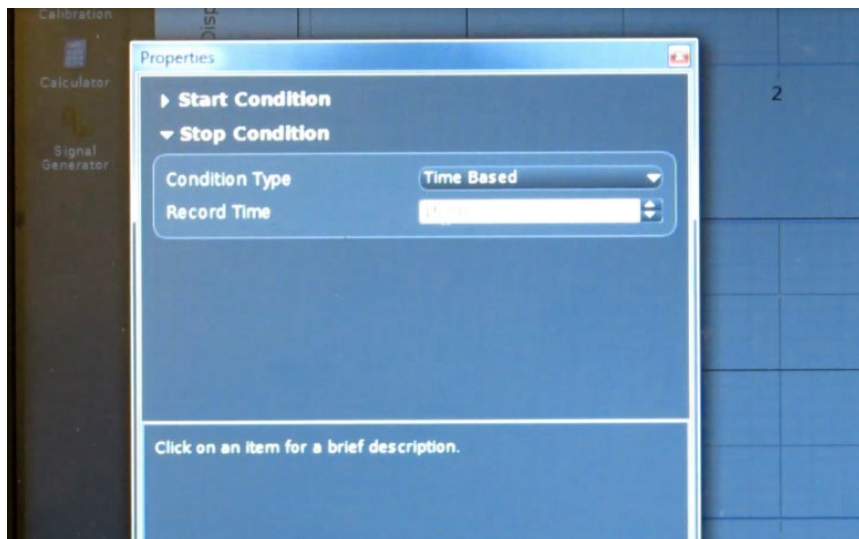 Calibration
Calculator
Signal
Generator
Properties
Start Condition
Stop Condition
Condition Type
Time Based
Record Time
Click on an item for a brief description.
2